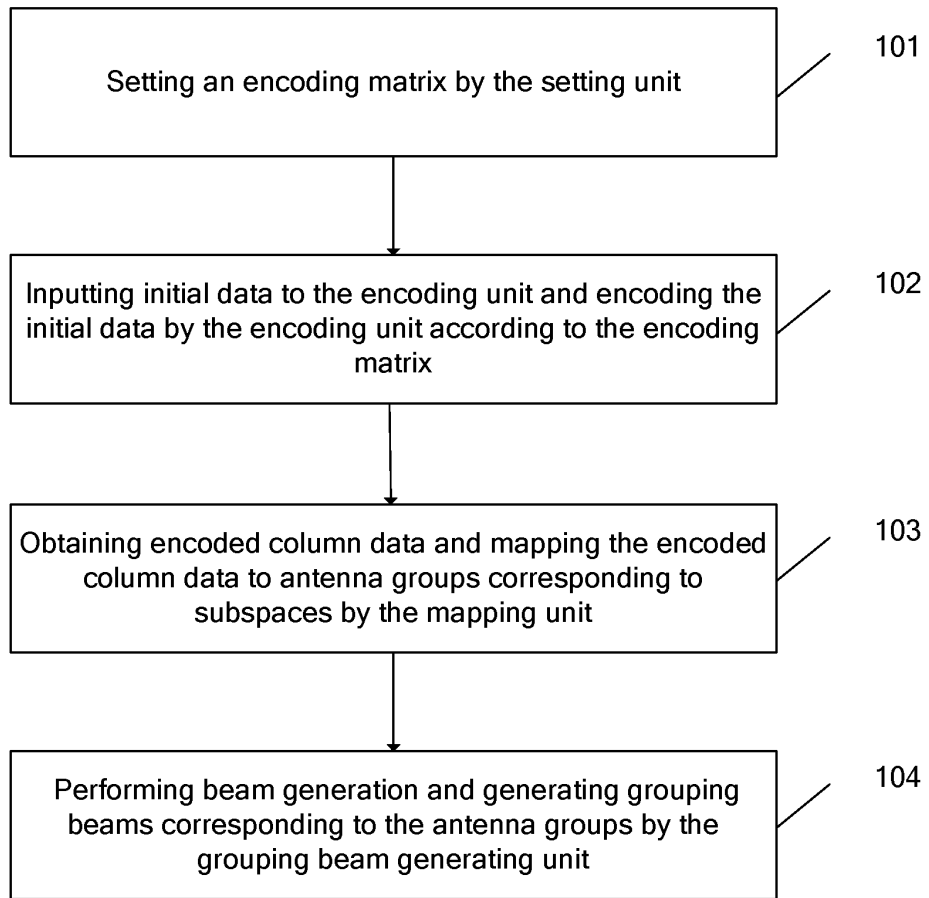 Setting an encoding matrix by the setting unit
101
Inputting initial data to the encoding unit and encoding the
initial data by the encoding unit according to the encoding
matrix
102
Obtaining encoded column data and mapping the encoded
column data to antenna groups corresponding to
subspaces by the mapping unit
103
Performing beam generation and generating grouping
beams corresponding to the antenna groups by the
grouping beam generating unit
104